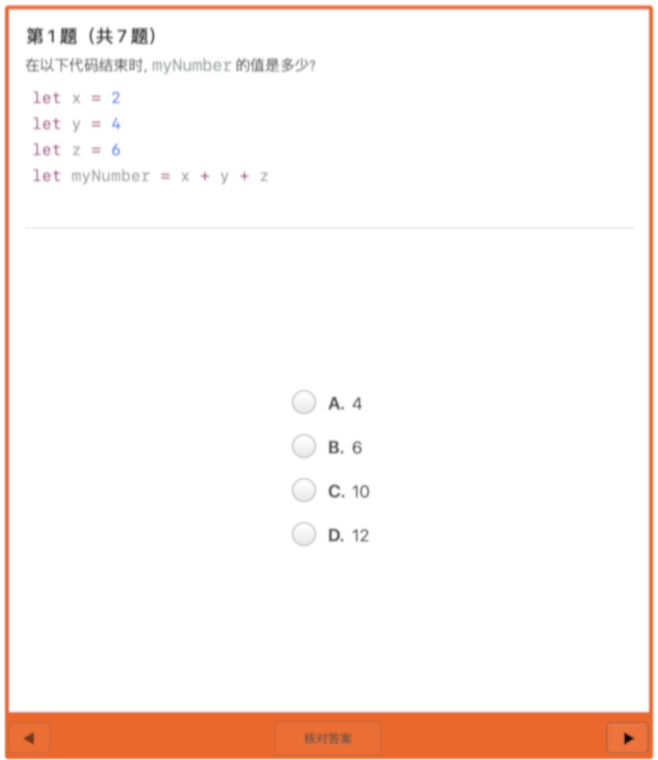 第 1 题（共 7 题）
在以下代码结束时, myNumber 的值是多少?
let x = 2
let y = 4
let z = 6
let myNumber = x + y + z
A. 4
B. 6
C. 10
D. 12
核对答案